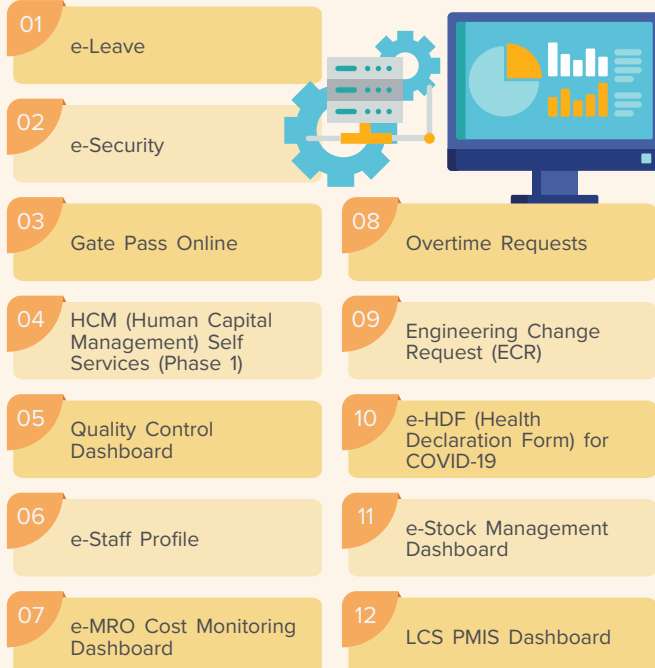 01
e-Leave
02
e-Security
03
Gate Pass Online
04
HCM (Human Capital
Management) Self
Services (Phase 1)
05
Quality Control
Dashboard
06
e-Staff Profile
07
e-MRO Cost Monitoring
Dashboard
08
Overtime Requests
09
Engineering Change
Request (ECR)
10
e-HDF (Health
Declaration Form) for
COVID-19
11
e-Stock Management
Dashboard
12
LCS PMIS Dashboard